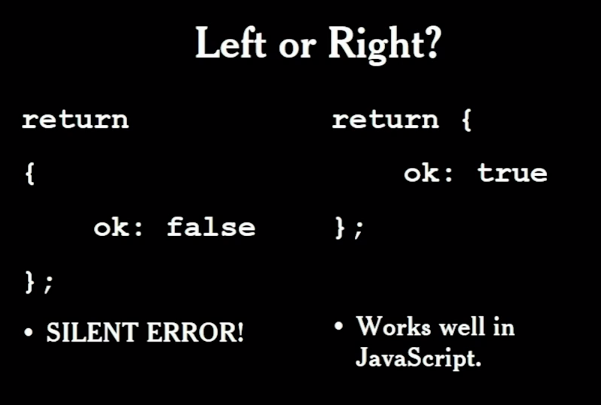 Left or Right?
return
{
    ok: false
};
• SILENT ERROR!
return {
    ok: true
};
• Works well in
JavaScript.